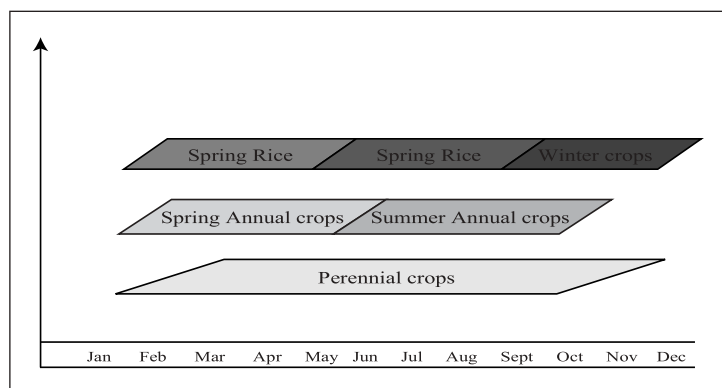 Spring Rice Spring Rice Winter crops
Spring Annual crops Summer Annual crops
Perennial crops
Jan Feb Mar Apr May Jun Jul Aug Sept Oct Nov Dec